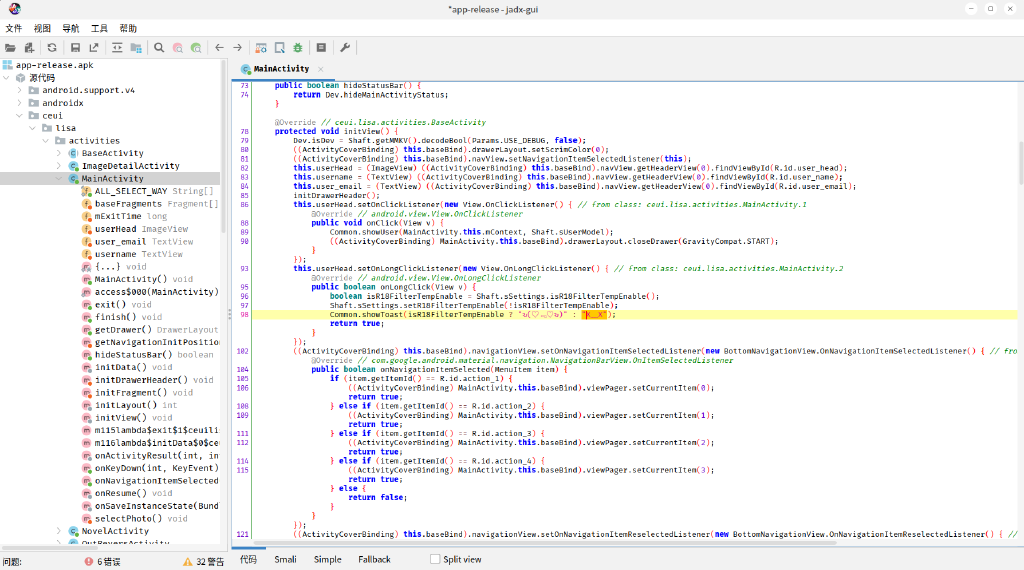 *app-release - jadx-gui
文件 视图 导航 工具 帮助
app-release.apk
源代码
android.support.v4
androidx
ceui
lisa
activities
BaseActivity
ImageDetailActivity
MainActivity
ALL_SELECT_WAY String[]
baseFragments Fragment[]
mExitTime long
userHead ImageView
user_email TextView
username TextView
{...} void
MainActivity() void
access$000(MainActivity)
exit() void
finish() void
getDrawer() DrawerLayout
getNavigationInitPositio
hideStatusBar() boolean
initData() void
initDrawerHeader() void
initFragment() void
initLayout() int
initView() void
m115lambda$exit$1$ceuilis
m116lambda$initData$0$ceu
onActivityResult(int, in
onKeyDown(int, KeyEvent)
onNavigationItemSelected
onResume() void
onSaveInstanceState(Bund
selectPhoto() void
NovelActivity
OutReversActivity
MainActivity
73 public boolean hideStatusBar() {
74 return Dev.hideMainActivityStatus;
}
@Override // ceui.lisa.activities.BaseActivity
78 protected void initView() {
79 Dev.isDev = Shaft.getMMKV().decodeBool(Params.USE_DEBUG, false);
80 ((ActivityCoverBinding) this.baseBind).drawerLayout.setScrimColor(0);
81 ((ActivityCoverBinding) this.baseBind).navView.setNavigationItemSelectedListener(this);
82 this.userHead = (ImageView) ((ActivityCoverBinding) this.baseBind).navView.getHeaderView(0).findViewById(R.id.user_head);
83 this.username = (TextView) ((ActivityCoverBinding) this.baseBind).navView.getHeaderView(0).findViewById(R.id.user_name);
84 this.user_email = (TextView) ((ActivityCoverBinding) this.baseBind).navView.getHeaderView(0).findViewById(R.id.user_email);
85 initDrawerHeader();
86 this.userHead.setOnClickListener(new View.OnClickListener() { // from class: ceui.lisa.activities.MainActivity.1
@Override // android.view.View.OnClickListener
88 public void onClick(View v) {
89 Common.showUser(MainActivity.this.mContext, Shaft.sUserModel);
90 ((ActivityCoverBinding) MainActivity.this.baseBind).drawerLayout.closeDrawer(GravityCompat.START);
}
});
93 this.userHead.setOnLongClickListener(new View.OnLongClickListener() { // from class: ceui.lisa.activities.MainActivity.2
@Override // android.view.View.OnLongClickListener
95 public boolean onLongClick(View v) {
96 boolean isR18FilterTempEnable = Shaft.sSettings.isR18FilterTempEnable();
97 Shaft.sSettings.setR18FilterTempEnable(!isR18FilterTempEnable);
98 Common.showToast(isR18FilterTempEnable ? "ԅ(♡﹃♡ԅ)" : "X﹏X");
return true;
}
});
102 ((ActivityCoverBinding) this.baseBind).navigationView.setOnNavigationItemSelectedListener(new BottomNavigationView.OnNavigationItemSelectedListener() { // fro
@Override // com.google.android.material.navigation.NavigationBarView.OnItemSelectedListener
104 public boolean onNavigationItemSelected(MenuItem item) {
105 if (item.getItemId() == R.id.action_1) {
106 ((ActivityCoverBinding) MainActivity.this.baseBind).viewPager.setCurrentItem(0);
return true;
108 } else if (item.getItemId() == R.id.action_2) {
109 ((ActivityCoverBinding) MainActivity.this.baseBind).viewPager.setCurrentItem(1);
return true;
111 } else if (item.getItemId() == R.id.action_3) {
112 ((ActivityCoverBinding) MainActivity.this.baseBind).viewPager.setCurrentItem(2);
return true;
114 } else if (item.getItemId() == R.id.action_4) {
115 ((ActivityCoverBinding) MainActivity.this.baseBind).viewPager.setCurrentItem(3);
return true;
} else {
return false;
}
}
});
121 ((ActivityCoverBinding) this.baseBind).navigationView.setOnNavigationItemReselectedListener(new BottomNavigationView.OnNavigationItemReselectedListener() { //
问题: 6 错误 32 警告
代码 Smali Simple Fallback Split view